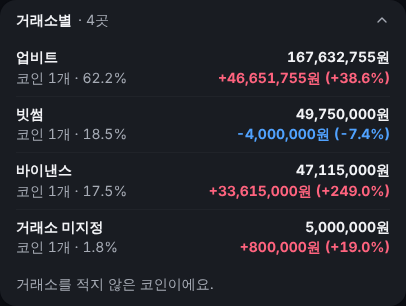 거래소별 · 4곳
업비트 167,632,755원
코인 1개 · 62.2% +46,651,755원 (+38.6%)
빗썸 49,750,000원
코인 1개 · 18.5% -4,000,000원 (-7.4%)
바이낸스 47,115,000원
코인 1개 · 17.5% +33,615,000원 (+249.0%)
거래소 미지정 5,000,000원
코인 1개 · 1.8% +800,000원 (+19.0%)
거래소를 적지 않은 코인이에요.